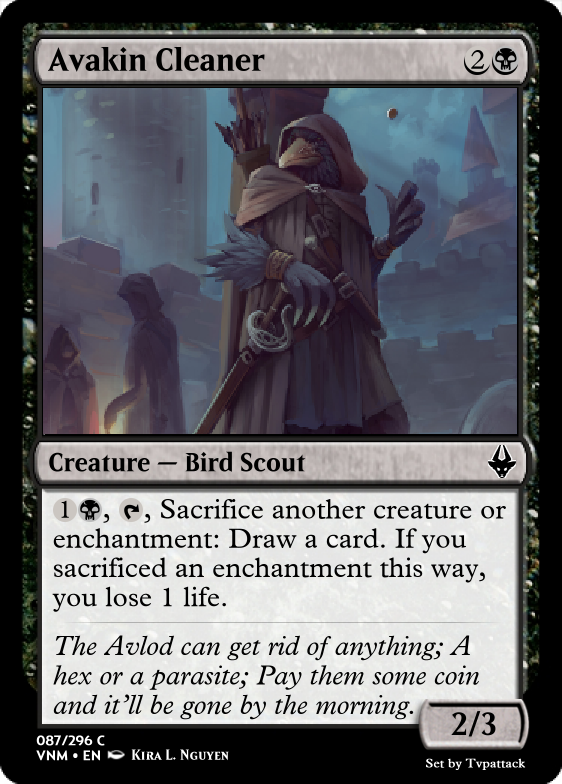 Avakin Cleaner 2
Creature — Bird Scout
1, , Sacrifice another creature or
enchantment: Draw a card. If you
sacrificed an enchantment this way,
you lose 1 life.
The Avlod can get rid of anything; A
hex or a parasite; Pay them some coin
and it'll be gone by the morning.
2/3
087/296 C
VNM • EN Kira L. Nguyen
Set by Tvpattack